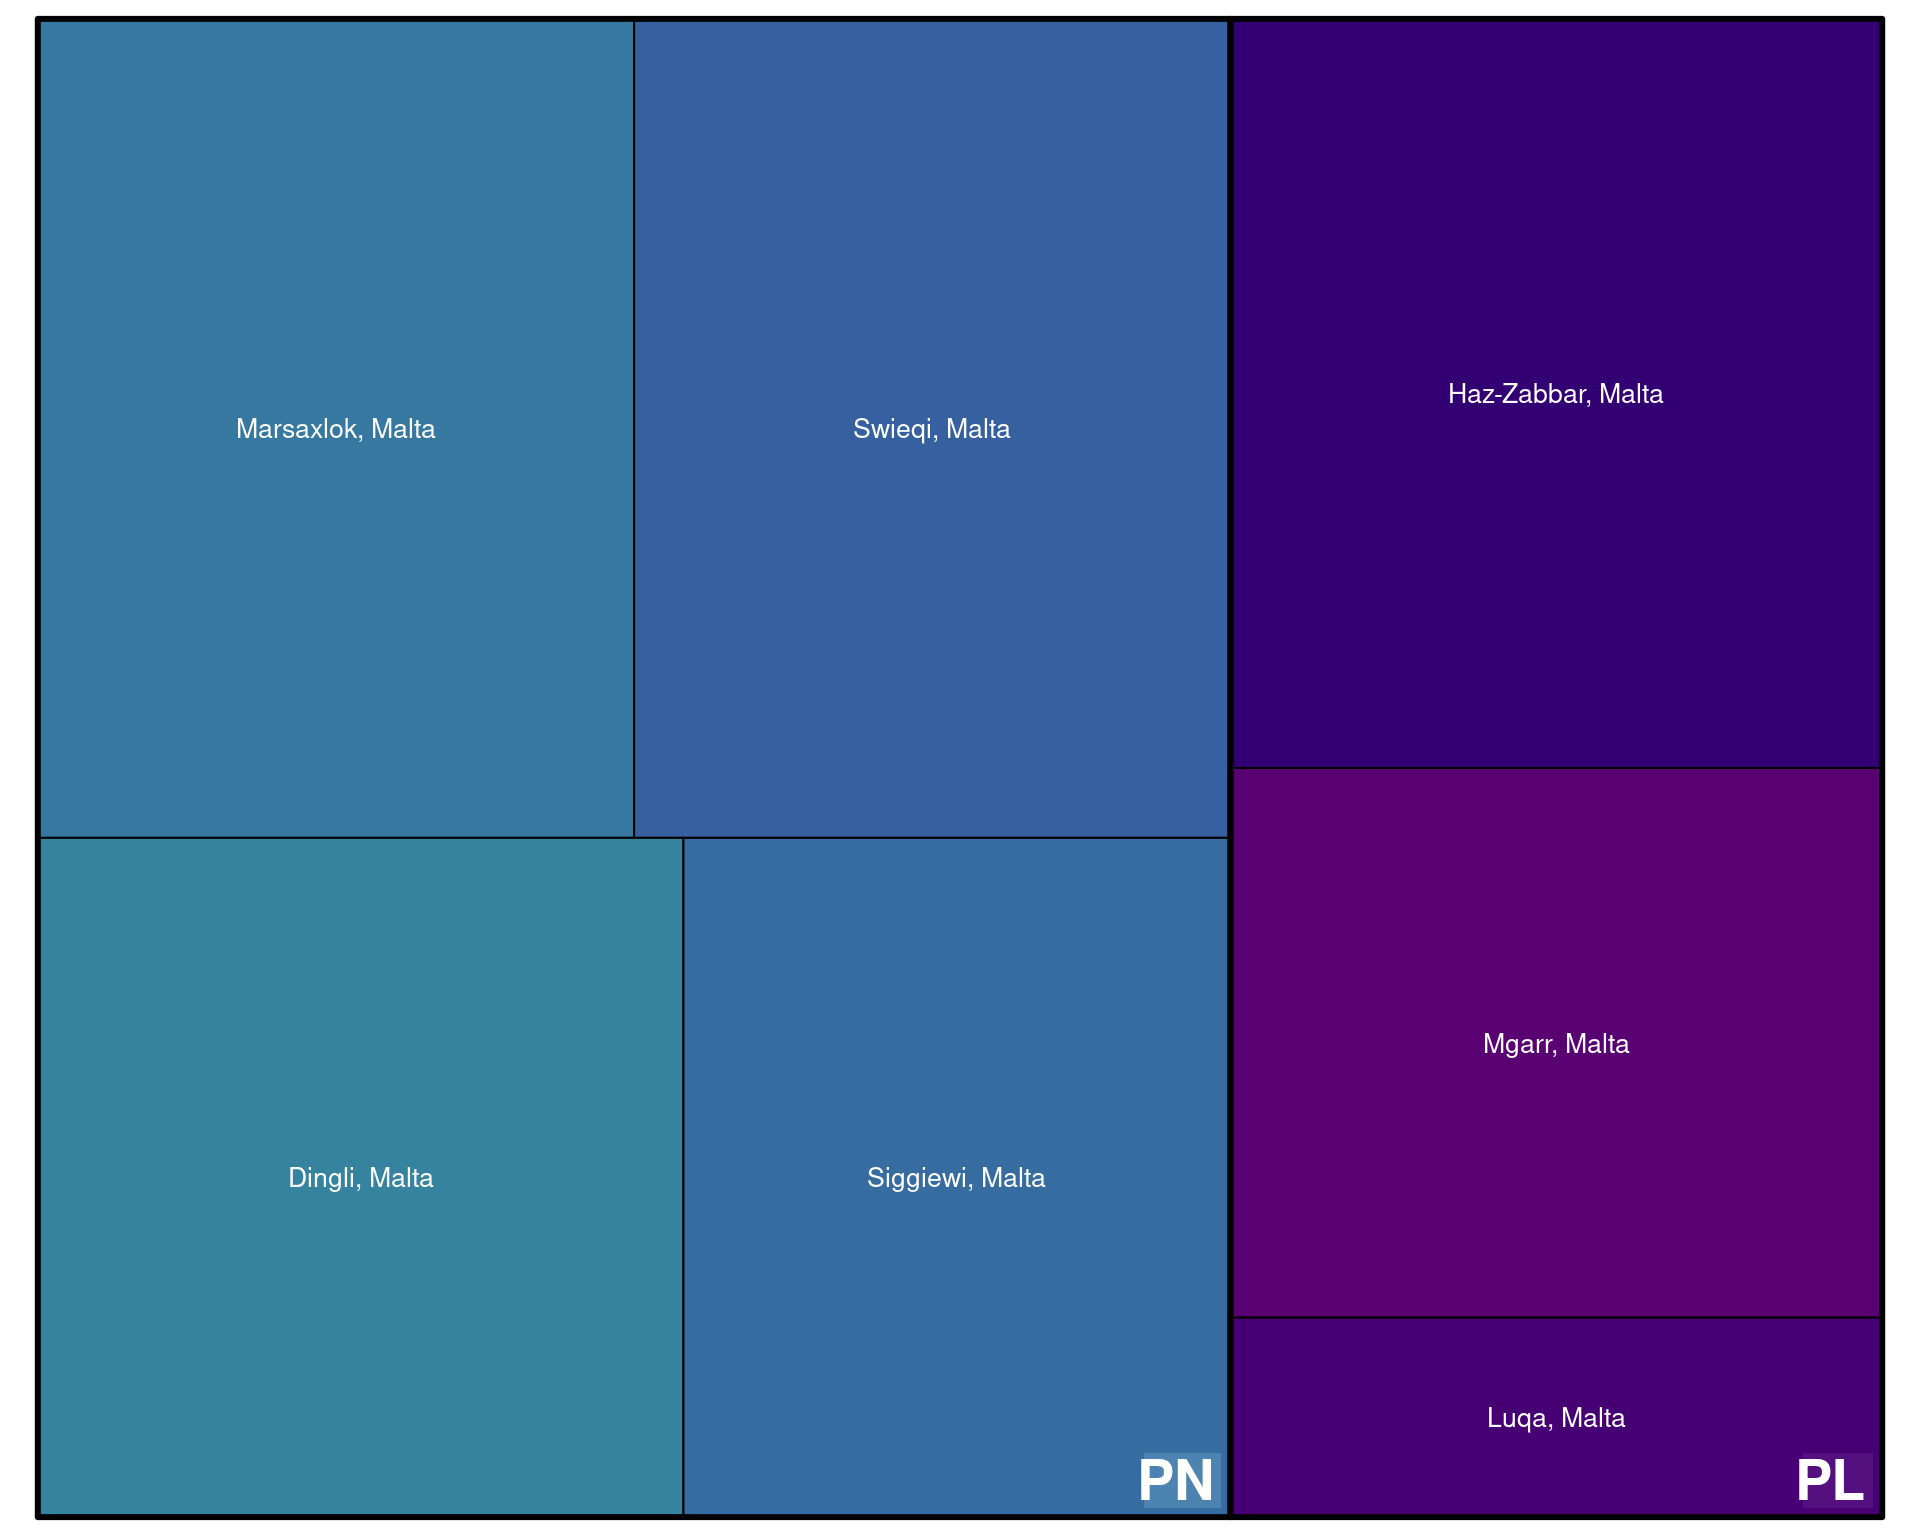 Marsaxlok, Malta
Swieqi, Malta
Haz-Zabbar, Malta
Mgarr, Malta
Dingli, Malta
Siggiewi, Malta
Luqa, Malta
PN
PL